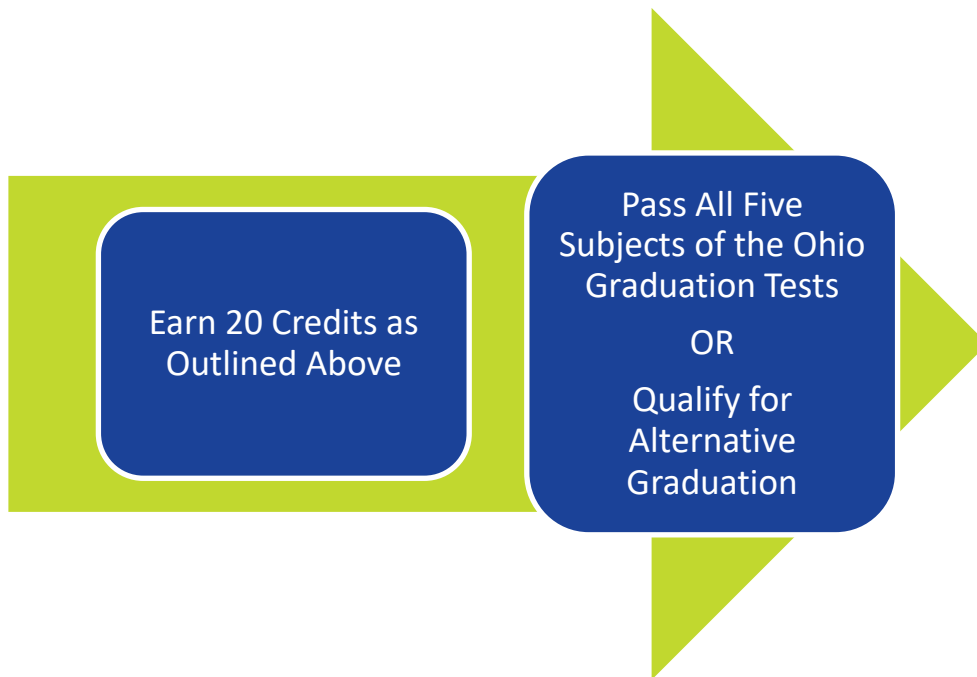 Earn 20 Credits as
Outlined Above
Pass All Five
Subjects of the Ohio
Graduation Tests
OR
Qualify for
Alternative
Graduation